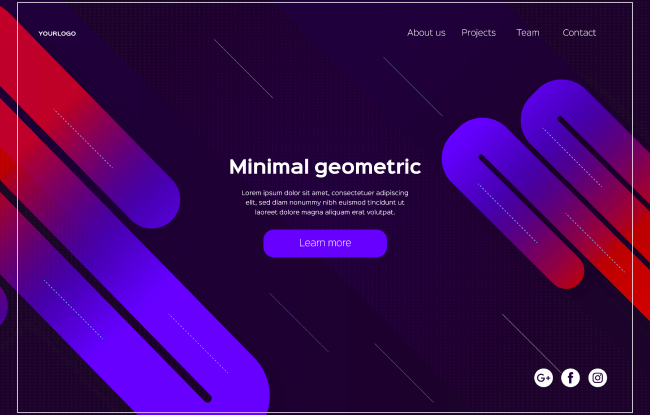 YOURLOGO
About us Projects Team Contact
Minimal geometric
Lorem ipsum dolor sit amet, consectetuer adipiscing
elit, sed diam nonummy nibh euismod tincidunt ut
laoreet dolore magna aliquam erat volutpat.
Learn more
G+ f